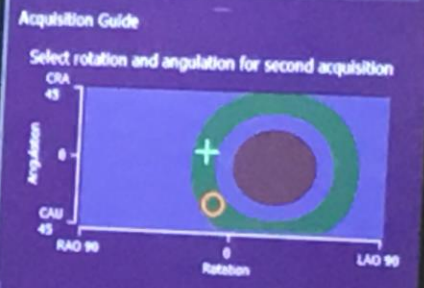 Acquisition Guide
Select rotation and angulation for second acquisition
CRA
45
Angulation
0
CAU
45
RAO 90
0
LAO 90
Rotation